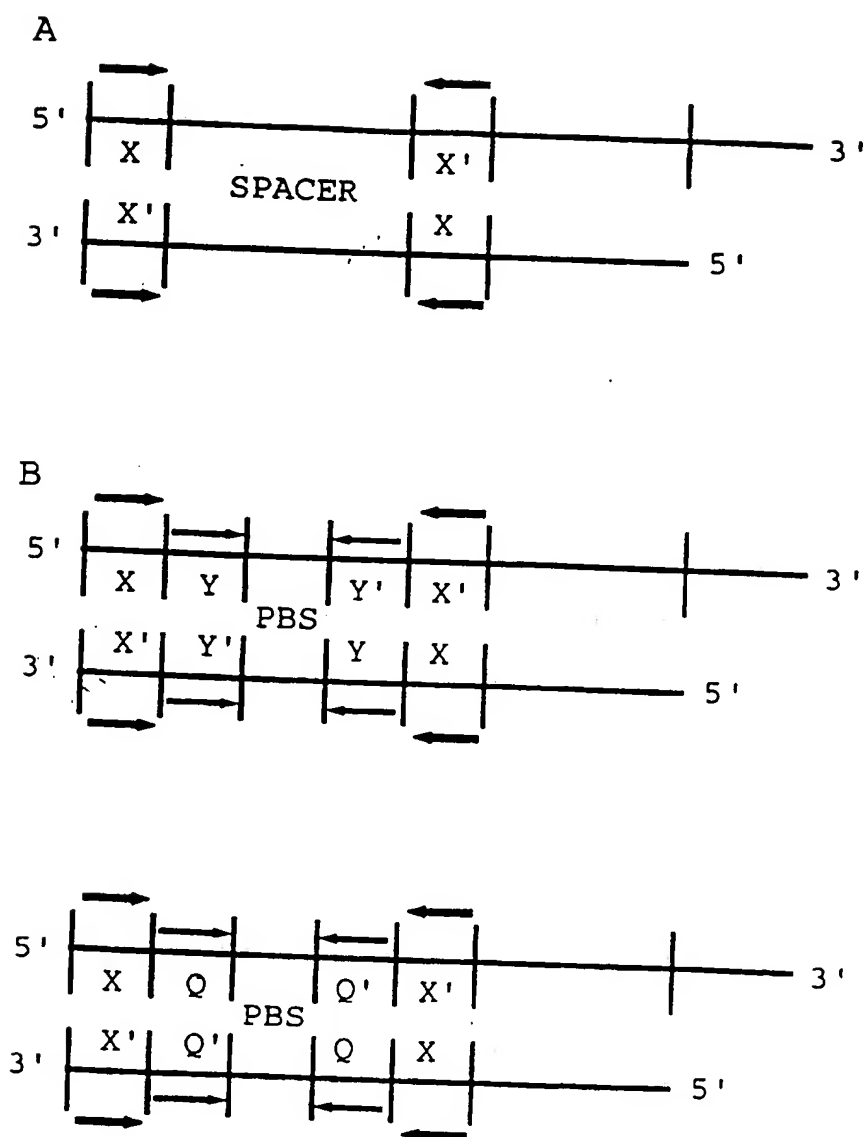 A
5' 3'
X X'
SPACER
X' X
3' 5'
B
5' 3'
X Y Y' X'
PBS
X' Y' Y X
3' 5'
5' 3'
X Q Q' X'
PBS
X' Q' Q X
3' 5'